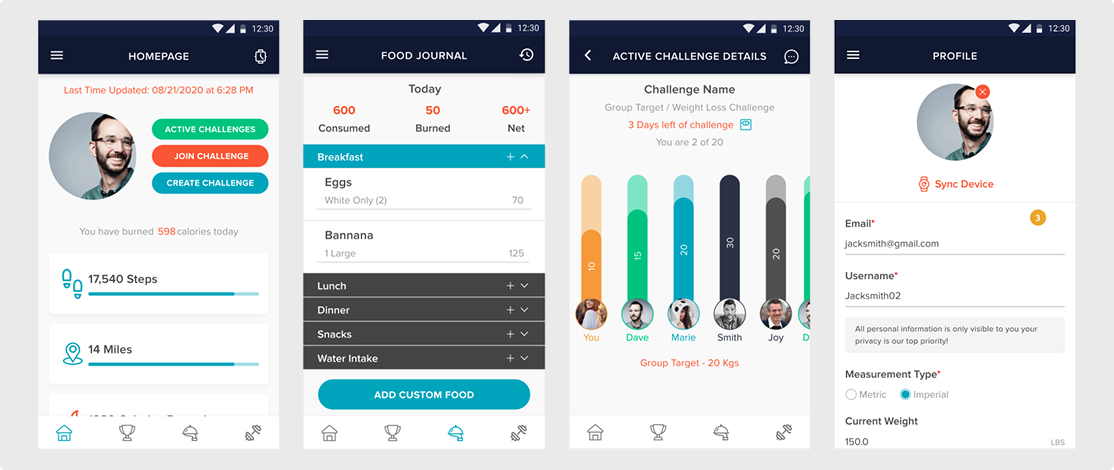 12:30
HOMEPAGE
Last Time Updated: 08/21/2020 at 6:28 PM
ACTIVE CHALLENGES
JOIN CHALLENGE
CREATE CHALLENGE
You have burned 598 calories today
17,540 Steps
14 Miles
12:30
FOOD JOURNAL
Today
600 50 600+
Consumed Burned Net
Breakfast
Eggs
White Only (2) 70
Bannana
1 Large 125
Lunch
Dinner
Snacks
Water Intake
ADD CUSTOM FOOD
12:30
ACTIVE CHALLENGE DETAILS
Challenge Name
Group Target / Weight Loss Challenge
3 Days left of challenge
You are 2 of 20
10 15 20 30 20
You Dave Marie Smith Joy D
Group Target - 20 Kgs
12:30
PROFILE
Sync Device
3
Email*
jacksmith@gmail.com
Username*
Jacksmith02
All personal information is only visible to you your
privacy is our top priority!
Measurement Type*
Metric Imperial
Current Weight
150.0 LBS